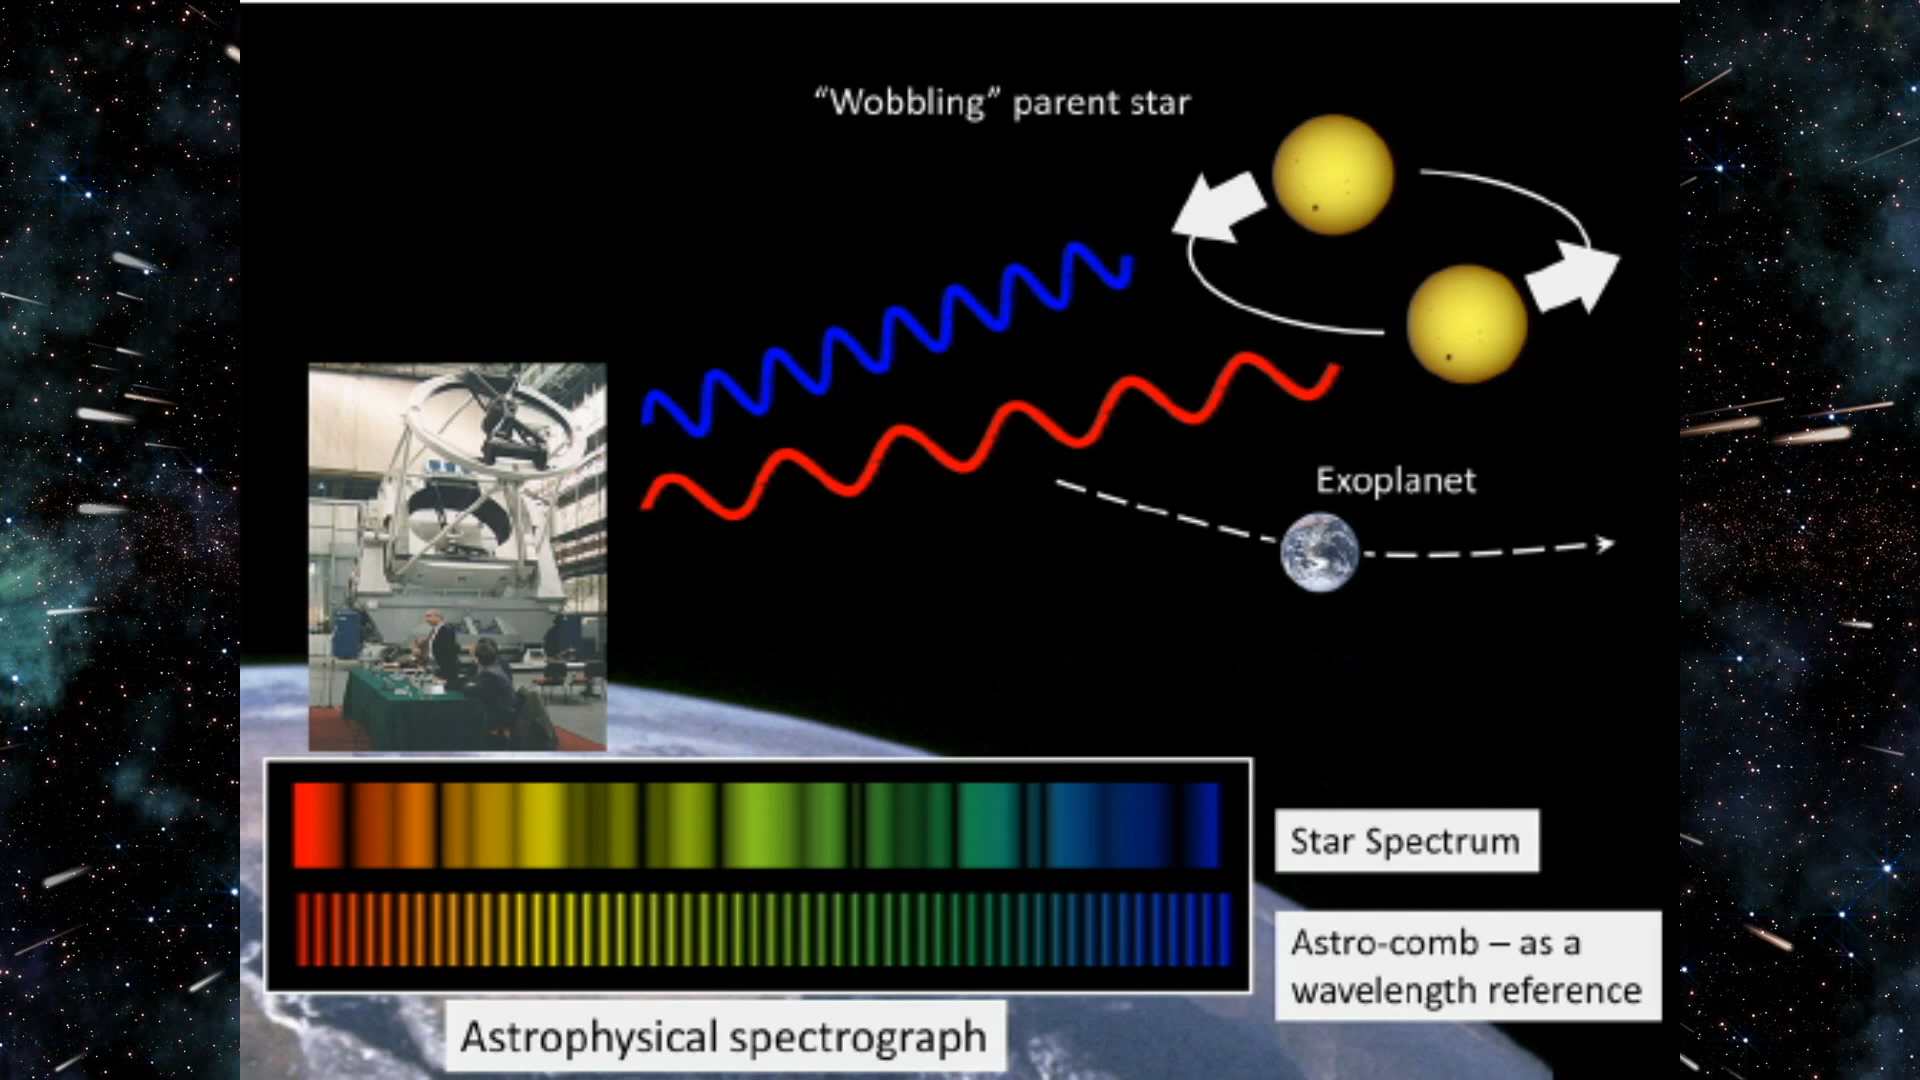 “Wobbling” parent star
Exoplanet
Star Spectrum
Astro-comb – as a
wavelength reference
Astrophysical spectrograph